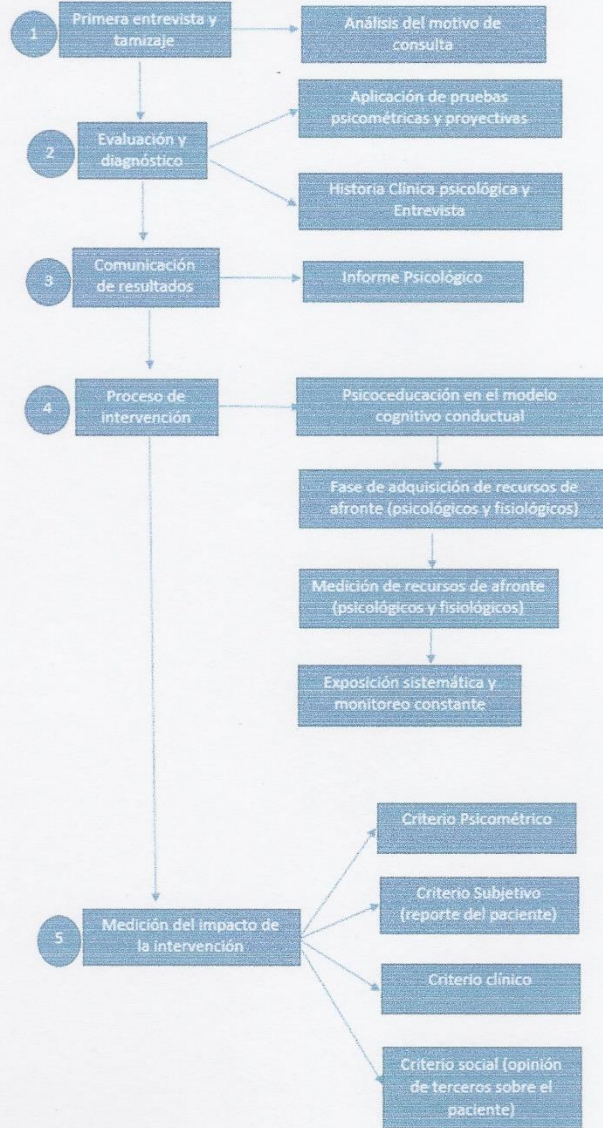 1
Primera entrevista y
tamizaje
Análisis del motivo de
consulta
Aplicación de pruebas
psicométricas y proyectivas
2
Evaluación y
diagnóstico
Historia Clínica psicológica y
Entrevista
3
Comunicación
de resultados
Informe Psicológico
4
Proceso de
intervención
Psicoeducación en el modelo
cognitivo conductual
Fase de adquisición de recursos de
afronte (psicológicos y fisiológicos)
Medición de recursos de afronte
(psicológicos y fisiológicos)
Exposición sistemática y
monitoreo constante
5
Medición del impacto de
la intervención
Criterio Psicométrico
Criterio Subjetivo
(reporte del paciente)
Criterio clínico
Criterio social (opinión
de terceros sobre el
paciente)